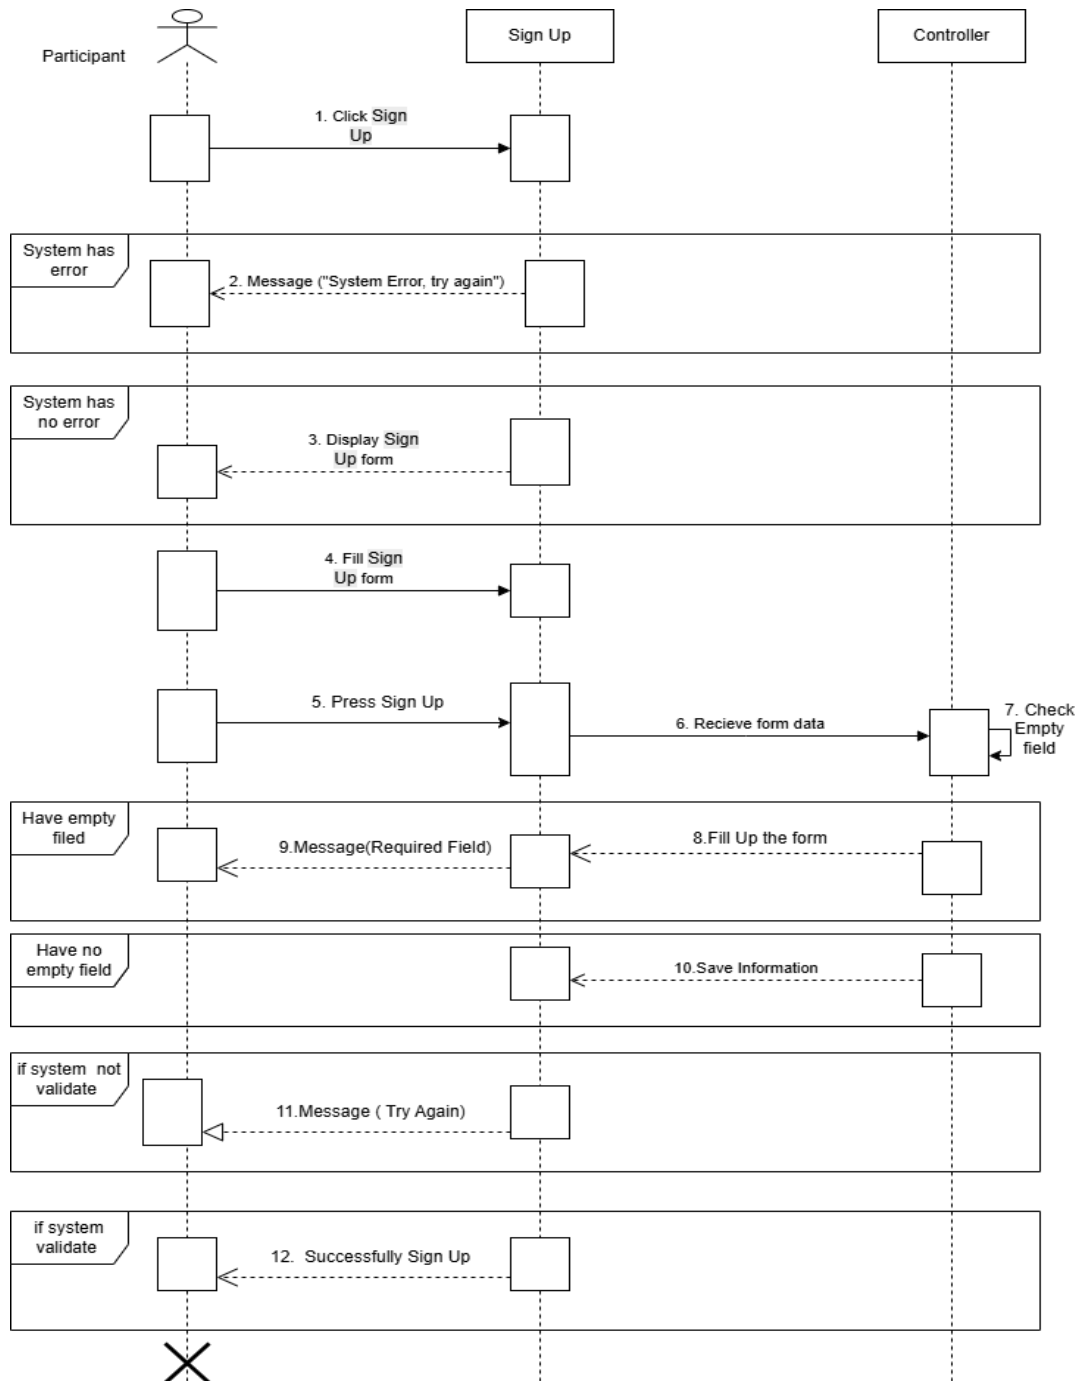 Participant
Sign Up
Controller
1. Click Sign
Up
System has
error
2. Message ("System Error, try again")
System has
no error
3. Display Sign
Up form
4. Fill Sign
Up form
5. Press Sign Up
6. Recieve form data
7. Check
Empty
field
Have empty
filed
9.Message(Required Field)
8.Fill Up the form
Have no
empty field
10.Save Information
if system  not
validate
11.Message ( Try Again)
if system
validate
12.  Successfully Sign Up